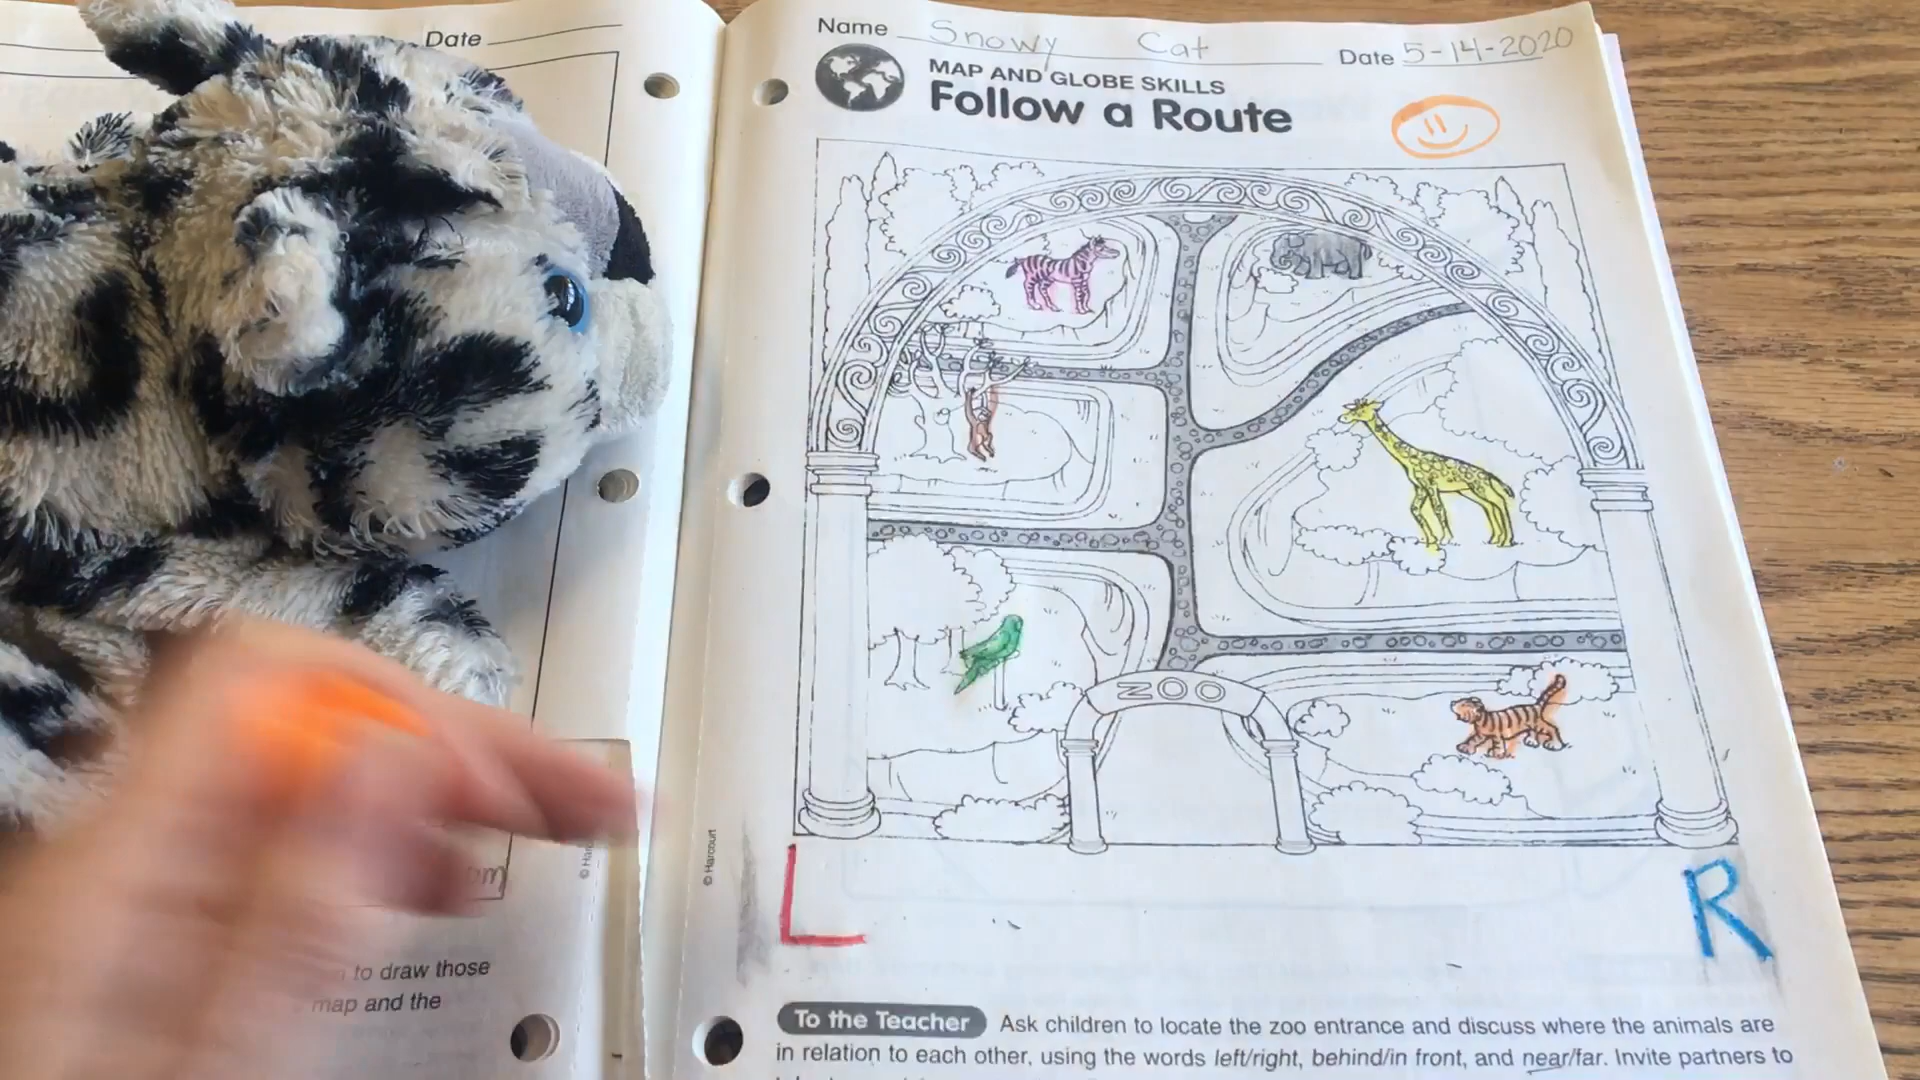 Date
to draw those
map and the
© Harcourt
Name Snowy Cat Date 5-14-2020
MAP AND GLOBE SKILLS
Follow a Route
ZOO
L
R
To the Teacher Ask children to locate the zoo entrance and discuss where the animals are
in relation to each other, using the words left/right, behind/in front, and near/far. Invite partners to